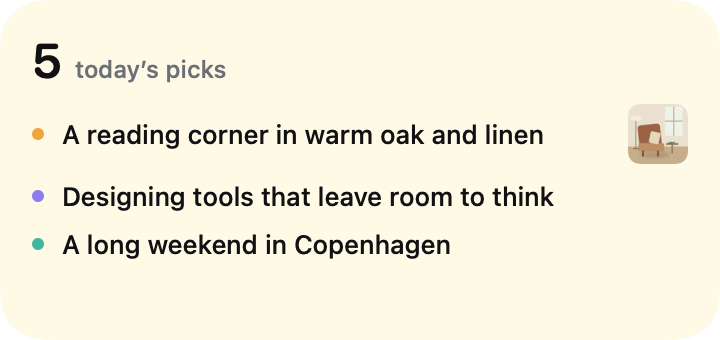 5 today’s picks
A reading corner in warm oak and linen
Designing tools that leave room to think
A long weekend in Copenhagen